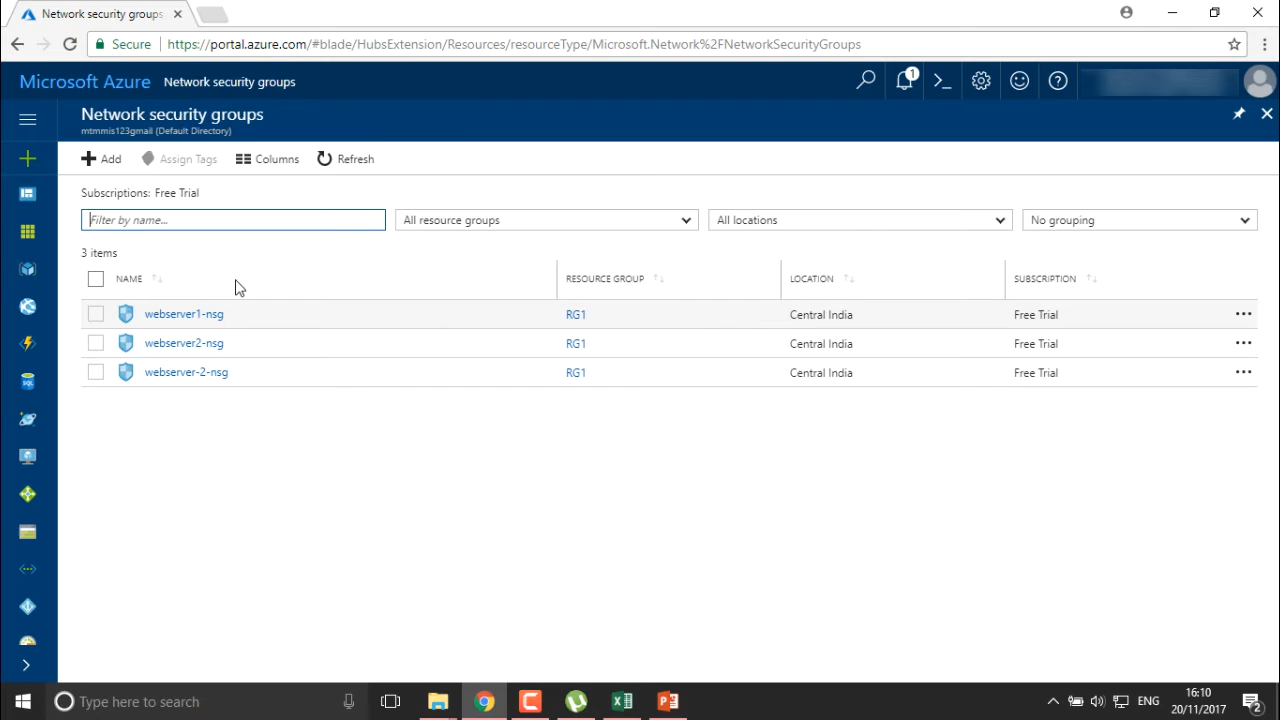 Network security groups
Secure https://portal.azure.com/#blade/HubsExtension/Resources/resourceType/Microsoft.Network%2FNetworkSecurityGroups
Microsoft Azure Network security groups 1
Network security groups
mtmmis123gmail (Default Directory)
Add Assign Tags Columns Refresh
Subscriptions: Free Trial
Filter by name... All resource groups All locations No grouping
3 items
NAME RESOURCE GROUP LOCATION SUBSCRIPTION
webserver1-nsg RG1 Central India Free Trial
webserver2-nsg RG1 Central India Free Trial
webserver-2-nsg RG1 Central India Free Trial
SQL
Type here to search ENG 16:10
20/11/2017 2